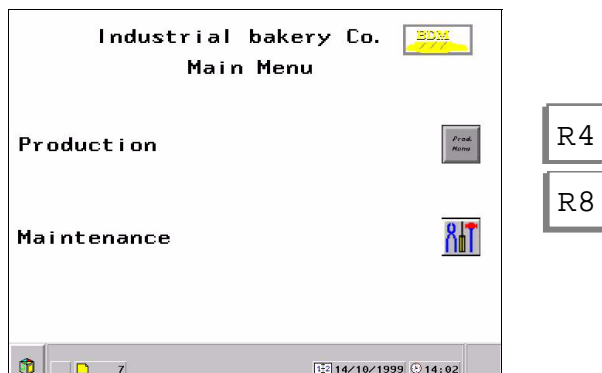 Industrial bakery Co.
BDM
Main Menu
Production
Prod.
Menu
R4
R8
Maintenance
7
14/10/1999 14:02